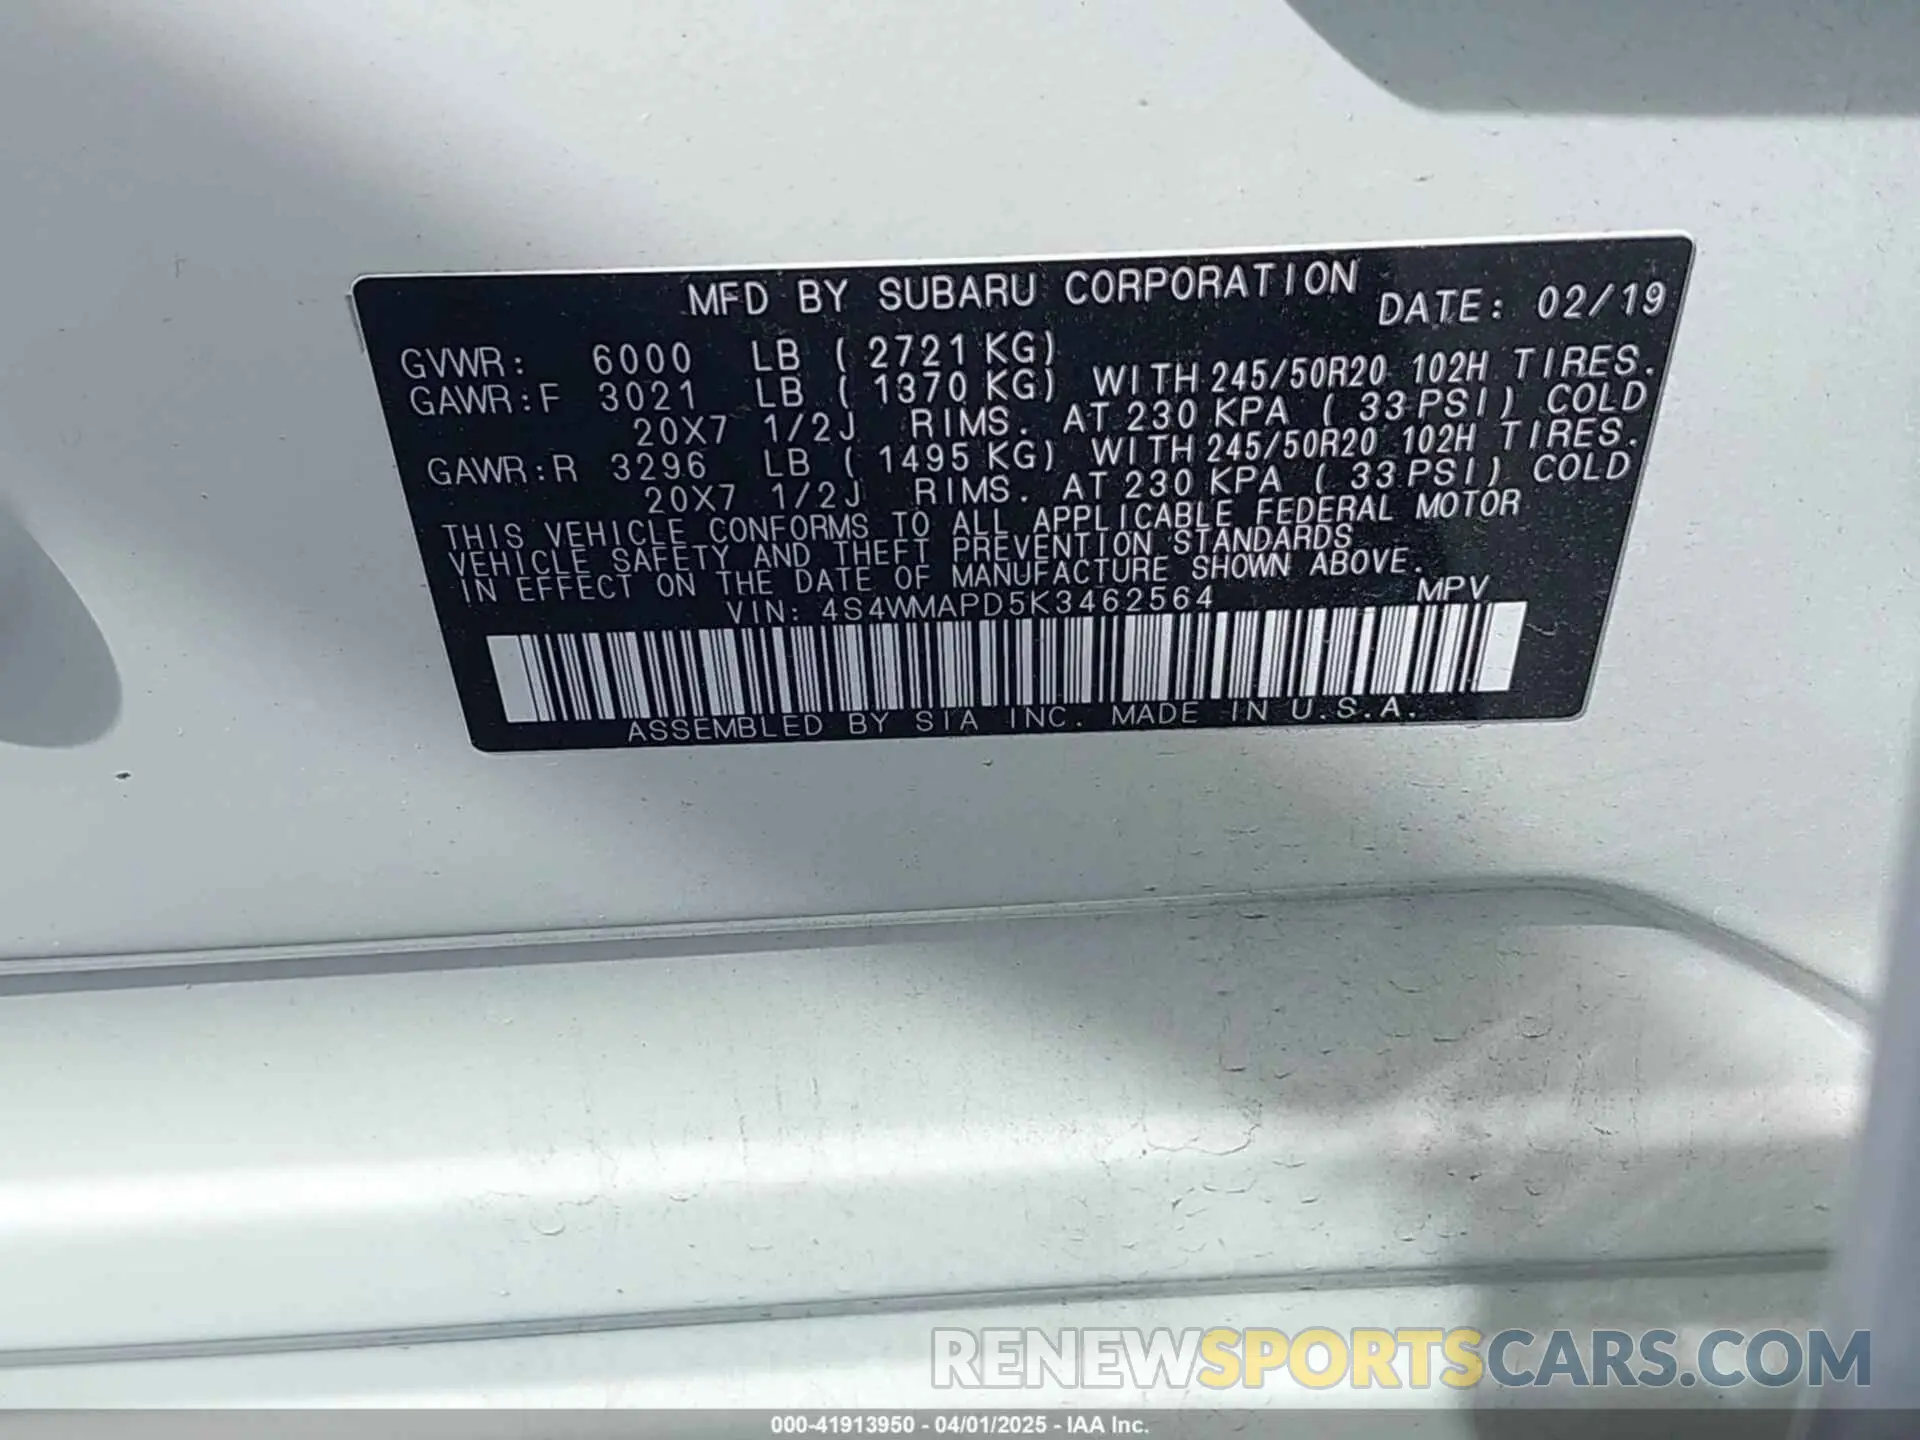 MFD BY SUBARU CORPORATION DATE: 02/19
GVWR: 6000 LB ( 2721 KG)
GAWR:F 3021 LB ( 1370 KG) WITH 245/50R20 102H TIRES.
20X7 1/2J RIMS. AT 230 KPA ( 33 PSI) COLD
GAWR:R 3296 LB ( 1495 KG) WITH 245/50R20 102H TIRES.
20X7 1/2J RIMS. AT 230 KPA ( 33 PSI) COLD
THIS VEHICLE CONFORMS TO ALL APPLICABLE FEDERAL MOTOR
VEHICLE SAFETY AND THEFT PREVENTION STANDARDS
IN EFFECT ON THE DATE OF MANUFACTURE SHOWN ABOVE.
VIN: 4S4WMAPD5K3462564 MPV
ASSEMBLED BY SIA INC. MADE IN U.S.A.
RENEWSPORTSCARS.COM
000-41913950 - 04/01/2025 - IAA Inc.